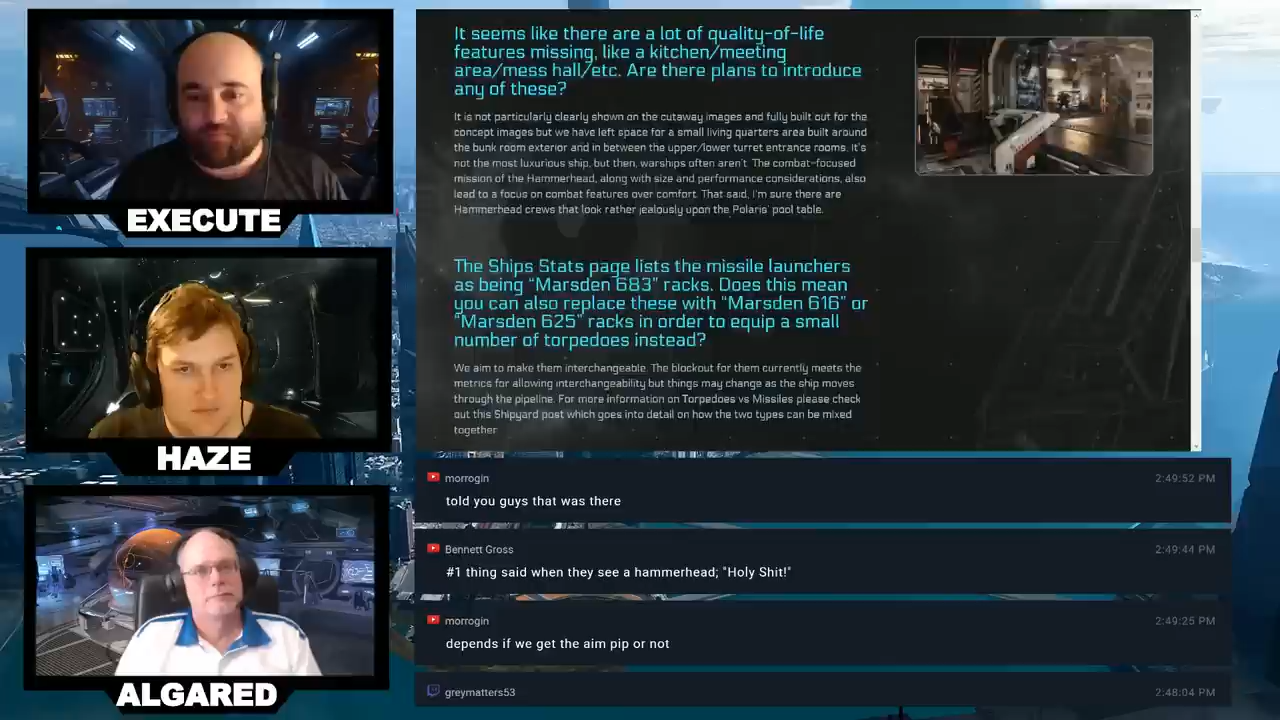 It seems like there are a lot of quality-of-life
features missing, like a kitchen/meeting
area/mess hall/etc. Are there plans to introduce
any of these?
It is not particularly clearly shown on the cutaway images and fully built out for the
concept images but we have left space for a small living quarters area built around
the bunk room exterior and in between the upper/lower turret entrance rooms. It's
not the most luxurious ship, but then, warships often aren't. The combat-focused
mission of the Hammerhead, along with size and performance considerations, also
lead to a focus on combat features over comfort. That said, I'm sure there are
Hammerhead crews that look rather jealously upon the Polaris' pool table.
The Ships Stats page lists the missile launchers
as being "Marsden 683" racks. Does this mean
you can also replace these with "Marsden 616" or
"Marsden 625" racks in order to equip a small
number of torpedoes instead?
We aim to make them interchangeable. The blockout for them currently meets the
metrics for allowing interchangeability but things may change as the ship moves
through the pipeline. For more information on Torpedoes vs Missiles please check
out this Shipyard post which goes into detail on how the two types can be mixed
together
EXECUTE
HAZE
ALGARED
morrogin 2:49:52 PM
told you guys that was there
Bennett Gross 2:49:44 PM
#1 thing said when they see a hammerhead; "Holy Shit!"
morrogin 2:49:25 PM
depends if we get the aim pip or not
greymatters53 2:48:04 PM